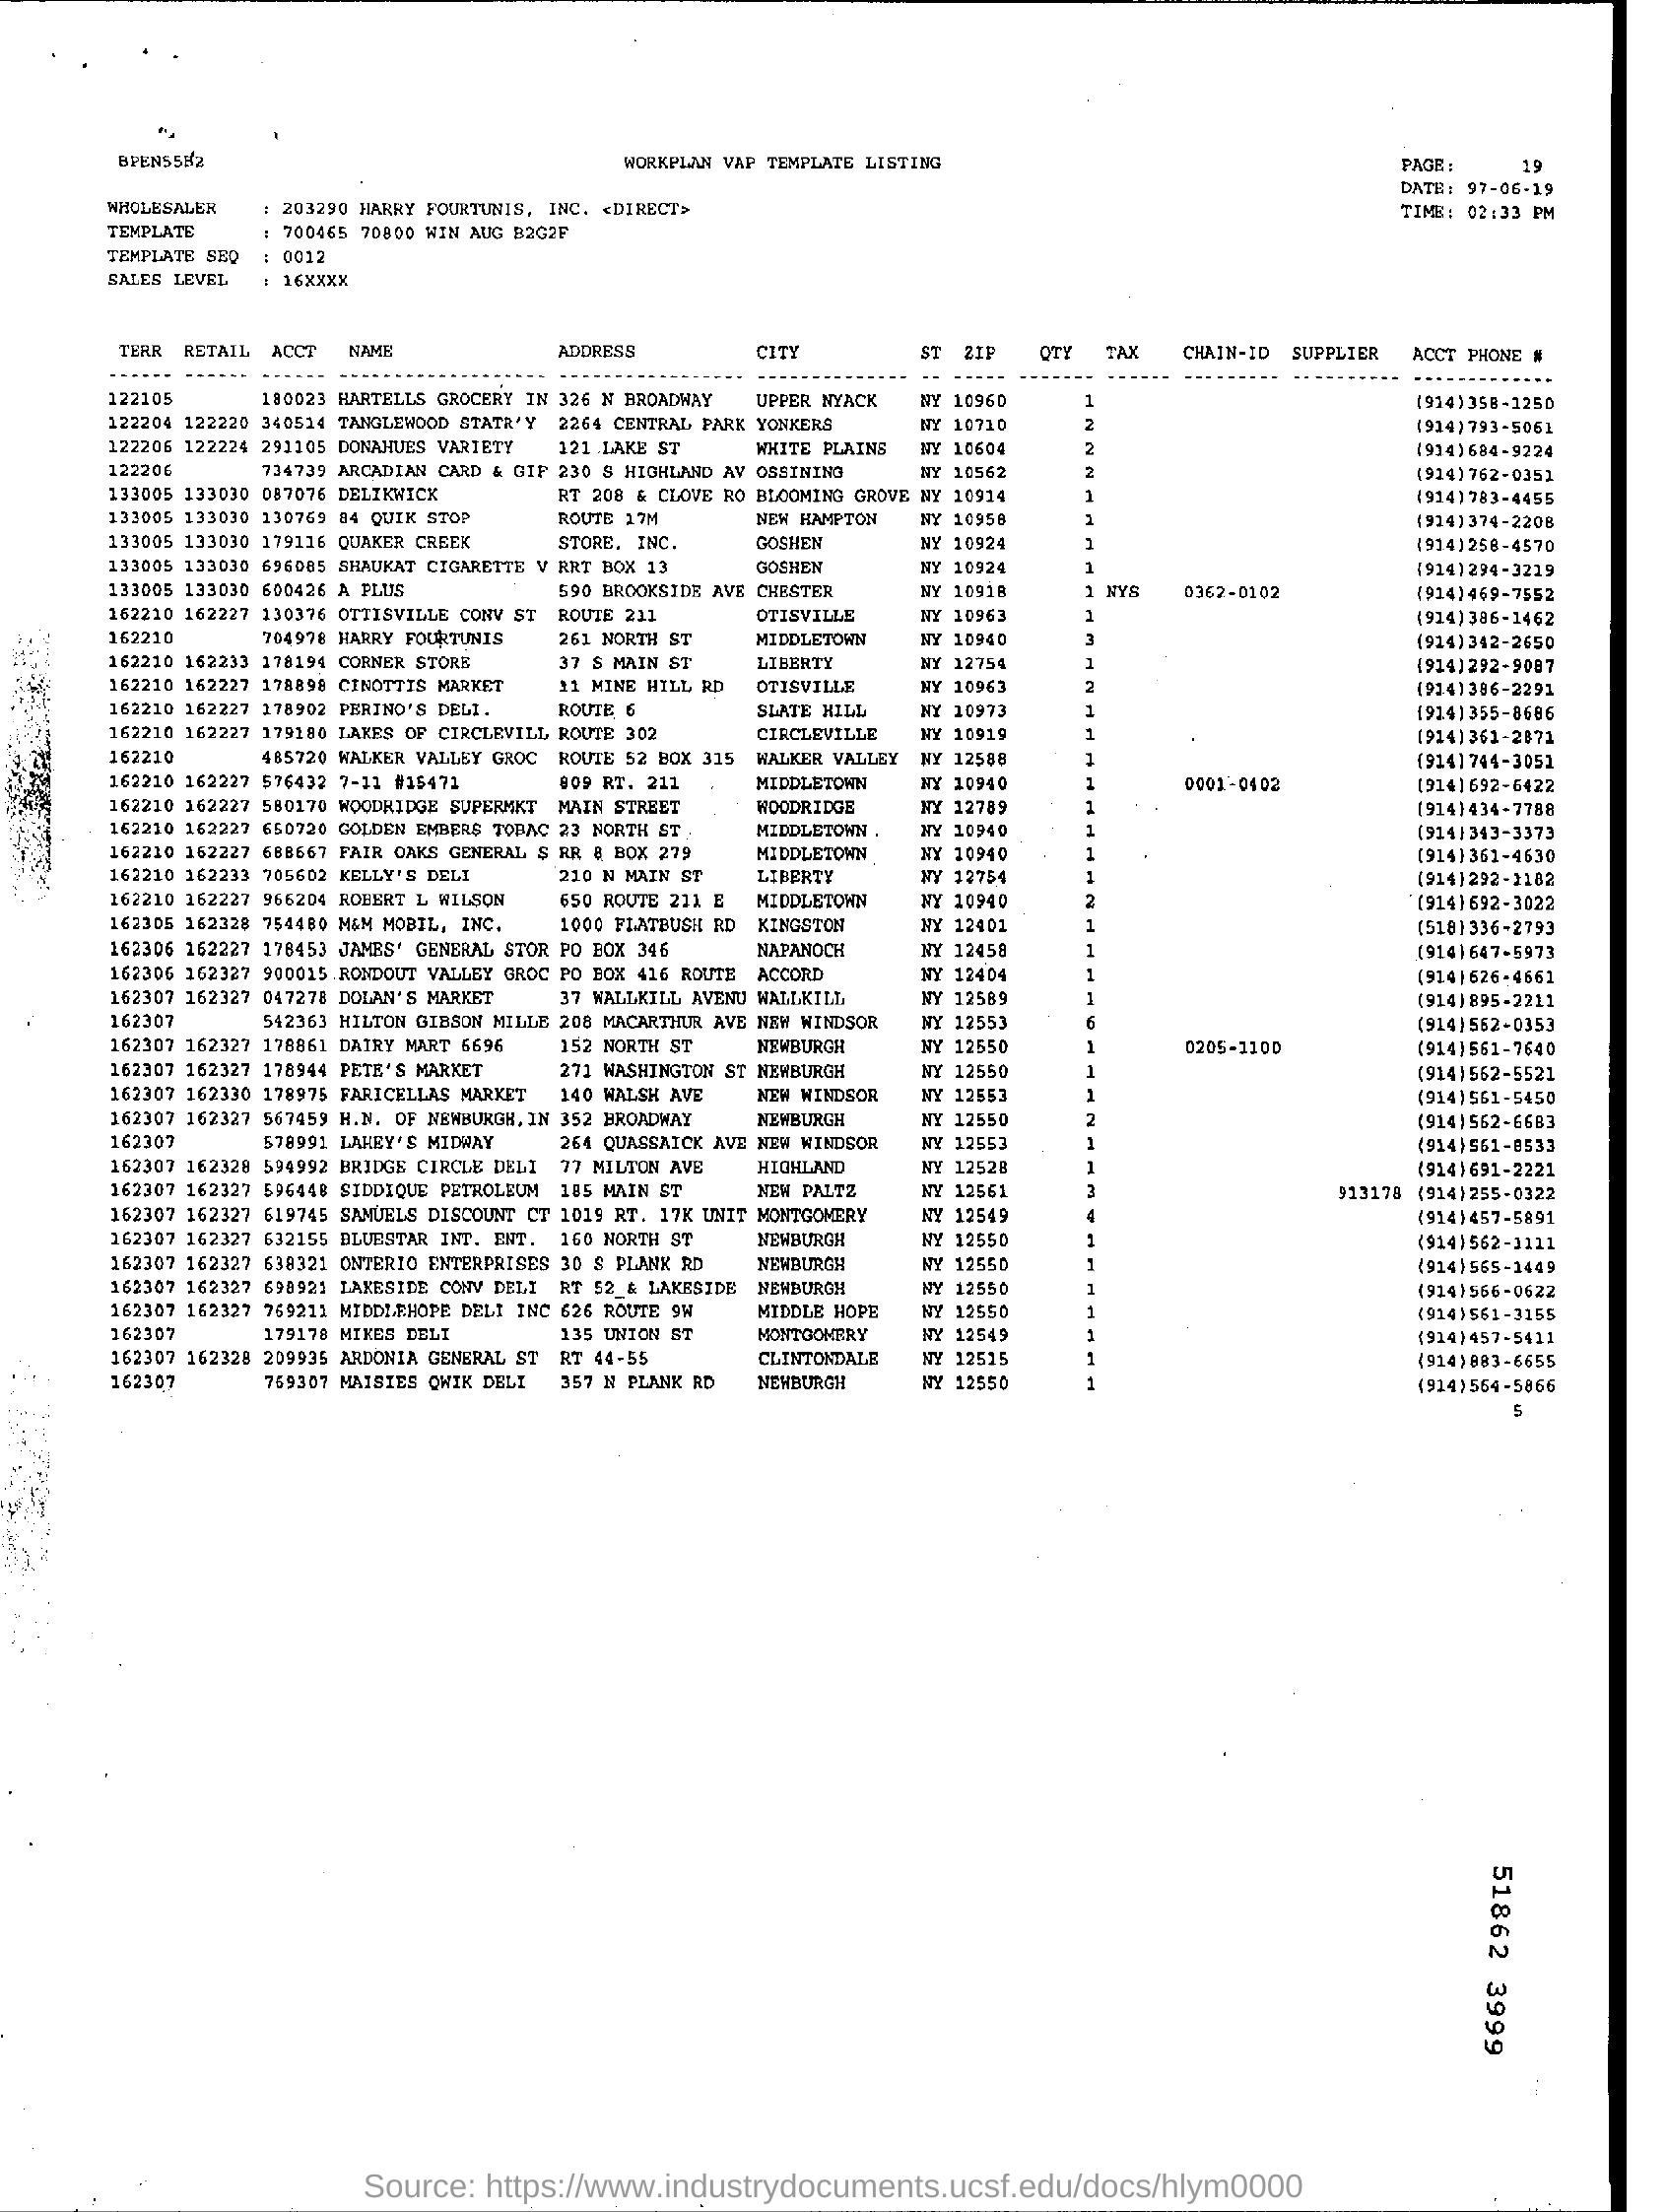 BPENS5B2 WORKPLAN VAP TEMPLATE LISTING PAGE: 19
DATE: 97-06-19
WHOLESALER : 203290 HARRY FOURTUNIS, INC. <DIRECT> TIME: 02:33 PM
TEMPLATE : 700465 70800 WIN AUG B2G2F
TEMPLATE SEQ : 0012
SALES LEVEL : 16XXXX
TERR RETAIL ACCT NAME ADDRESS CITY ST ZIP QTY TAX CHAIN-ID SUPPLIER ACCT PHONE #
122105 180023 HARTELLS GROCERY IN 326 N BROADWAY UPPER NYACK NY 10960 1 (914)358-1250
122204 122220 340514 TANGLEWOOD STATR'Y 2264 CENTRAL PARK YONKERS NY 10710 2 (914)793-5061
122206 122224 291105 DONAHUES VARIETY 121 LAKE ST WHITE PLAINS NY 10604 2 (914)684-9224
122206 734739 ARCADIAN CARD & GIF 230 S HIGHLAND AV OSSINING NY 10562 2 (914)762-0351
133005 133030 087076 DELIKWICK RT 208 & CLOVE RO BLOOMING GROVE NY 10914 1 (914)783-4455
133005 133030 130769 84 QUIK STOP ROUTE 17M NEW HAMPTON NY 10958 1 (914)374-2208
133005 133030 179116 QUAKER CREEK STORE, INC. GOSHEN NY 10924 1 (914)258-4570
133005 133030 696085 SHAUKAT CIGARETTE V RRT BOX 13 GOSHEN NY 10924 1 (914)294-3219
133005 133030 600426 A PLUS 590 BROOKSIDE AVE CHESTER NY 10918 1 NYS 0362-0102 (914)469-7552
162210 162227 130376 OTTISVILLE CONV ST ROUTE 211 OTISVILLE NY 10963 1 (914)386-1462
162210 704978 HARRY FOURTUNIS 261 NORTH ST MIDDLETOWN NY 10940 3 (914)342-2650
162210 162233 178194 CORNER STORE 37 S MAIN ST LIBERTY NY 12754 1 (914)292-9087
162210 162227 178898 CINOTTIS MARKET 11 MINE HILL RD OTISVILLE NY 10963 2 (914)386-2291
162210 162227 178902 PERINO'S DELI. ROUTE 6 SLATE HILL NY 10973 1 (914)355-8686
162210 162227 179180 LAKES OF CIRCLEVILL ROUTE 302 CIRCLEVILLE NY 10919 1 (914)361-2871
162210 485720 WALKER VALLEY GROC ROUTE 52 BOX 315 WALKER VALLEY NY 12588 1 (914)744-3051
162210 162227 576432 7-11 #15471 809 RT. 211 MIDDLETOWN NY 10940 1 0001-0402 (914)692-6422
162210 162227 580170 WOODRIDGE SUPERMKT MAIN STREET WOODRIDGE NY 12789 1 (914)434-7788
162210 162227 650720 GOLDEN EMBERS TOBAC 23 NORTH ST MIDDLETOWN NY 10940 1 (914)343-3373
162210 162227 688667 FAIR OAKS GENERAL S RR 8 BOX 279 MIDDLETOWN NY 10940 1 (914)361-4630
162210 162233 705602 KELLY'S DELI 210 N MAIN ST LIBERTY NY 12754 1 (914)292-1182
162210 162227 966204 ROBERT L WILSON 650 ROUTE 211 E MIDDLETOWN NY 10940 2 (914)692-3022
162305 162328 754480 M&M MOBIL, INC. 1000 FLATBUSH RD KINGSTON NY 12401 1 (518)336-2793
162306 162227 178453 JAMES' GENERAL STOR PO BOX 346 NAPANOCH NY 12458 1 (914)647-5973
162306 162327 900015 RONDOUT VALLEY GROC PO BOX 416 ROUTE ACCORD NY 12404 1 (914)626-4661
162307 162327 047278 DOLAN'S MARKET 37 WALLKILL AVENU WALLKILL NY 12589 1 (914)895-2211
162307 542363 HILTON GIBSON MILLE 208 MACARTHUR AVE NEW WINDSOR NY 12553 6 (914)562-0353
162307 162327 178861 DAIRY MART 6696 152 NORTH ST NEWBURGH NY 12550 1 0205-1100 (914)561-7640
162307 162327 178944 PETE'S MARKET 271 WASHINGTON ST NEWBURGH NY 12550 1 (914)562-5521
162307 162330 178975 FARICELLAS MARKET 140 WALSH AVE NEW WINDSOR NY 12553 1 (914)561-5450
162307 162327 567459 H.N. OF NEWBURGH,IN 352 BROADWAY NEWBURGH NY 12550 2 (914)562-6683
162307 578991 LAHEY'S MIDWAY 264 QUASSAICK AVE NEW WINDSOR NY 12553 1 (914)561-8533
162307 162328 594992 BRIDGE CIRCLE DELI 77 MILTON AVE HIGHLAND NY 12528 1 (914)691-2221
162307 162327 596448 SIDDIQUE PETROLEUM 185 MAIN ST NEW PALTZ NY 12561 3 913178 (914)255-0322
162307 162327 619745 SAMUELS DISCOUNT CT 1019 RT. 17K UNIT MONTGOMERY NY 12549 4 (914)457-5891
162307 162327 632155 BLUESTAR INT. ENT. 160 NORTH ST NEWBURGH NY 12550 1 (914)562-1111
162307 162327 638321 ONTERIO ENTERPRISES 30 S PLANK RD NEWBURGH NY 12550 1 (914)565-1449
162307 162327 698921 LAKESIDE CONV DELI RT 52_& LAKESIDE NEWBURGH NY 12550 1 (914)566-0622
162307 162327 769211 MIDDLEHOPE DELI INC 626 ROUTE 9W MIDDLE HOPE NY 12550 1 (914)561-3155
162307 179178 MIKES DELI 135 UNION ST MONTGOMERY NY 12549 1 (914)457-5411
162307 162328 209935 ARDONIA GENERAL ST RT 44-55 CLINTONDALE NY 12515 1 (914)883-6655
162307 769307 MAISIES QWIK DELI 357 N PLANK RD NEWBURGH NY 12550 1 (914)564-5866
5
51862 3999
Source: https://www.industrydocuments.ucsf.edu/docs/hlym0000